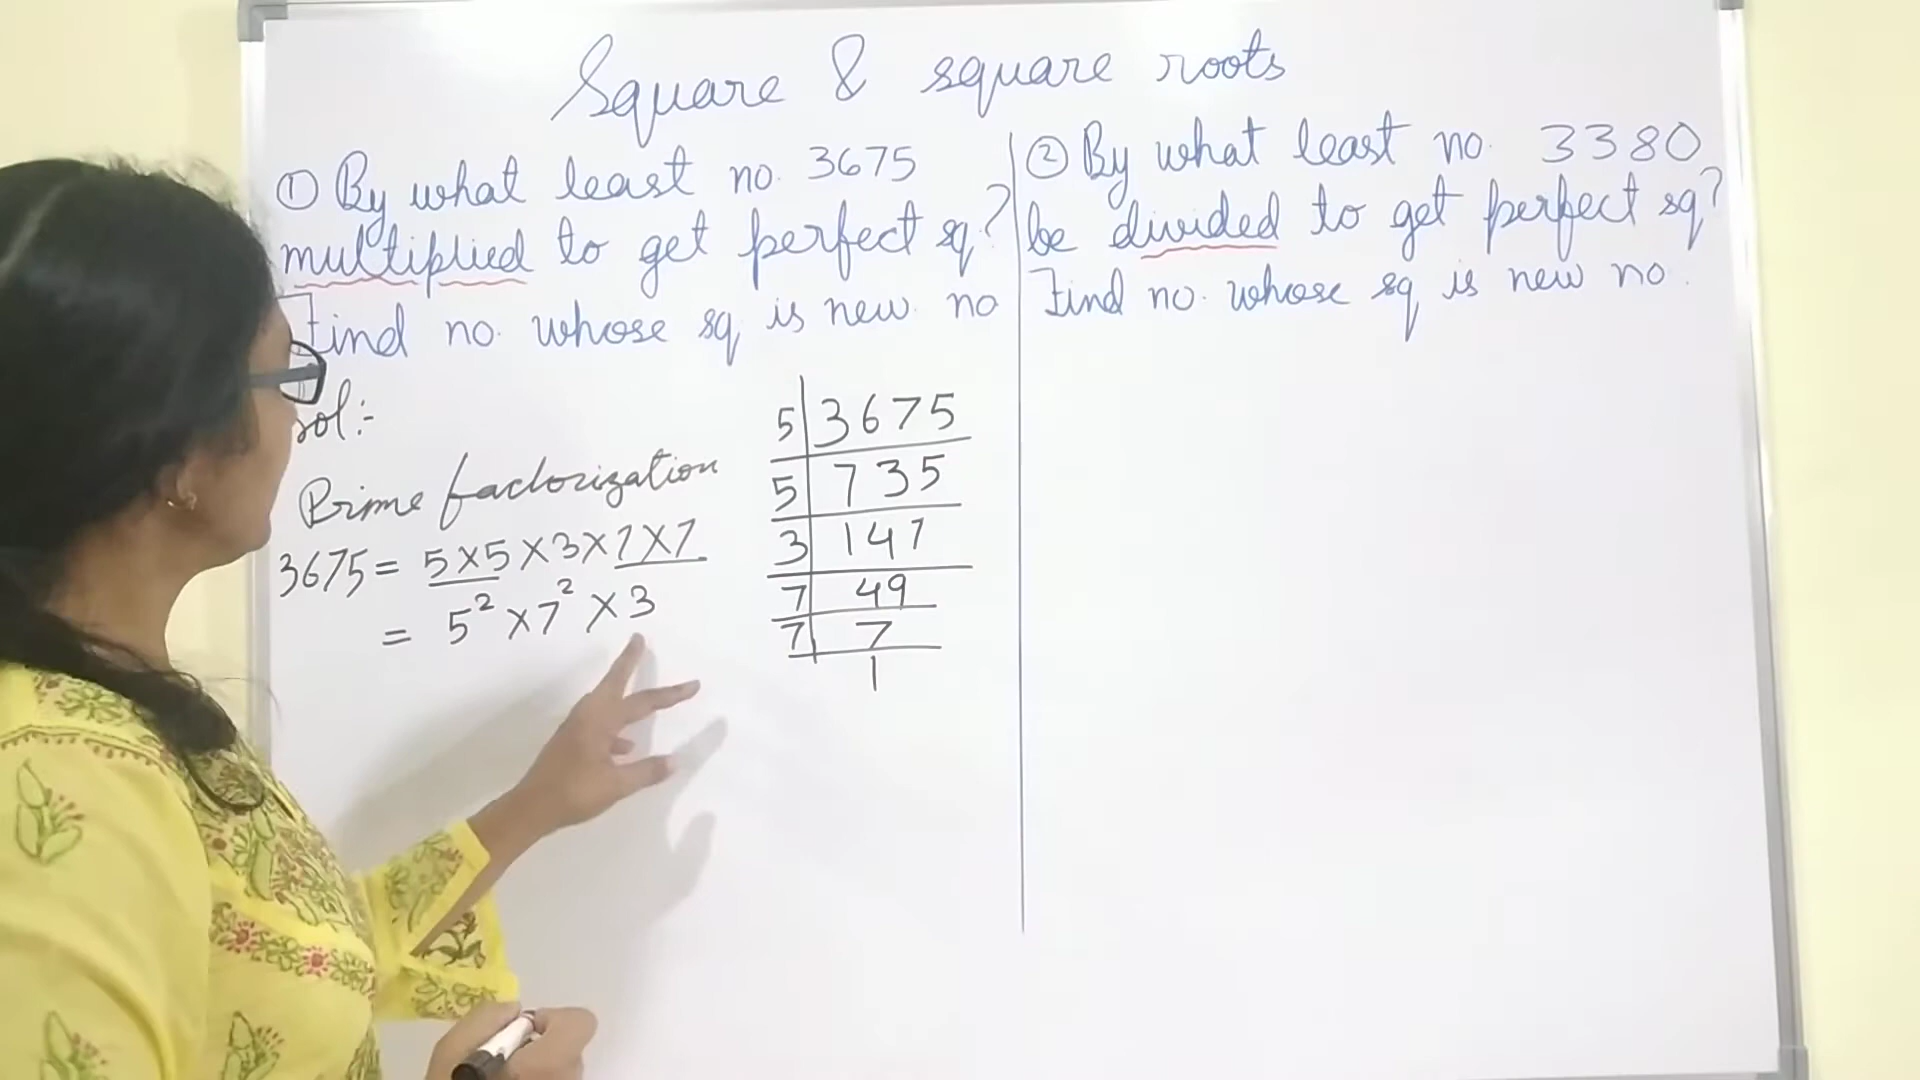 Square & square roots
① By what least no. 3675
multiplied to get perfect sq?
Find no. whose sq is new no
② By what least no. 3380
be divided to get perfect sq?
Find no. whose sq is new no.
Sol:-
Prime factorization
3675 = 5×5×3×7×7
= 5² × 7² × 3
5 | 3675
5 | 735
3 | 147
7 | 49
7 | 7
1